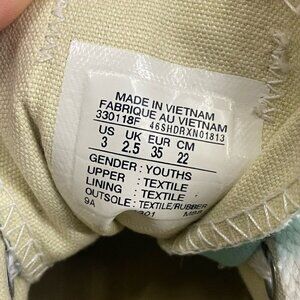 MADE IN VIETNAM
FABRIQUE AU VIETNAM
330118F 46SHDRXN01813
US UK EUR CM
3 2.5 35 22
GENDER : YOUTHS
UPPER : TEXTILE
LINING : TEXTILE
OUTSOLE : TEXTILE/RUBBER
9A